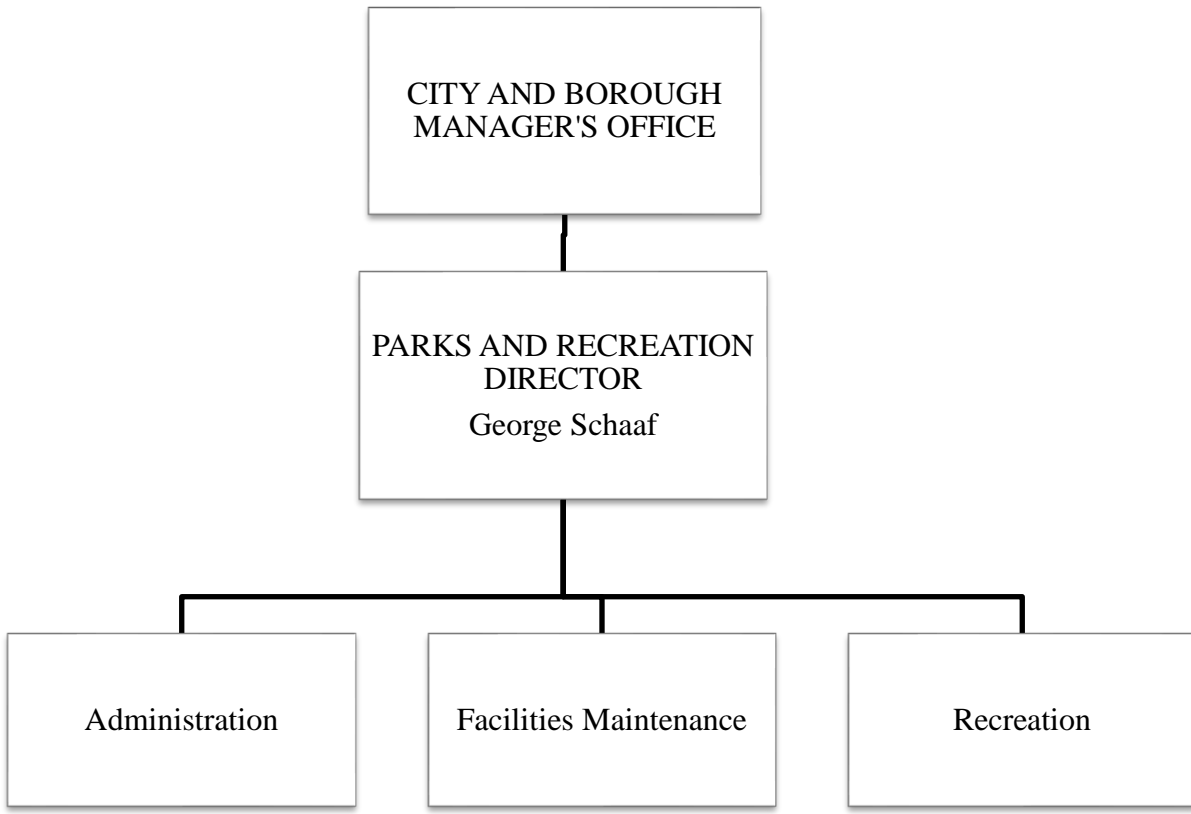 CITY AND BOROUGH
MANAGER'S OFFICE
PARKS AND RECREATION
DIRECTOR
George Schaaf
Administration
Facilities Maintenance
Recreation